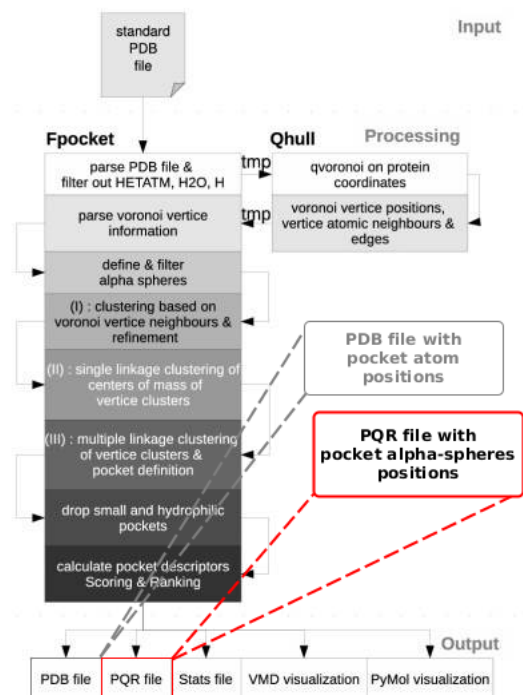 standard
PDB
file
Input
Fpocket
Qhull
Processing
parse PDB file &
filter out HETATM, H2O, H
tmp
qvoronoi on protein
coordinates
parse voronoi vertice
information
tmp
voronoi vertice positions,
vertice atomic neighbours &
edges
define & filter
alpha spheres
(I) : clustering based on
voronoi vertice neighbours &
refinement
PDB file with
pocket atom
positions
(II) : single linkage clustering of
centers of mass of
vertice clusters
PQR file with
pocket alpha-spheres
positions
(III) : multiple linkage clustering
of vertice clusters &
pocket definition
drop small and hydrophilic
pockets
calculate pocket descriptors
Scoring & Ranking
Output
PDB file
PQR file
Stats file
VMD visualization
PyMol visualization